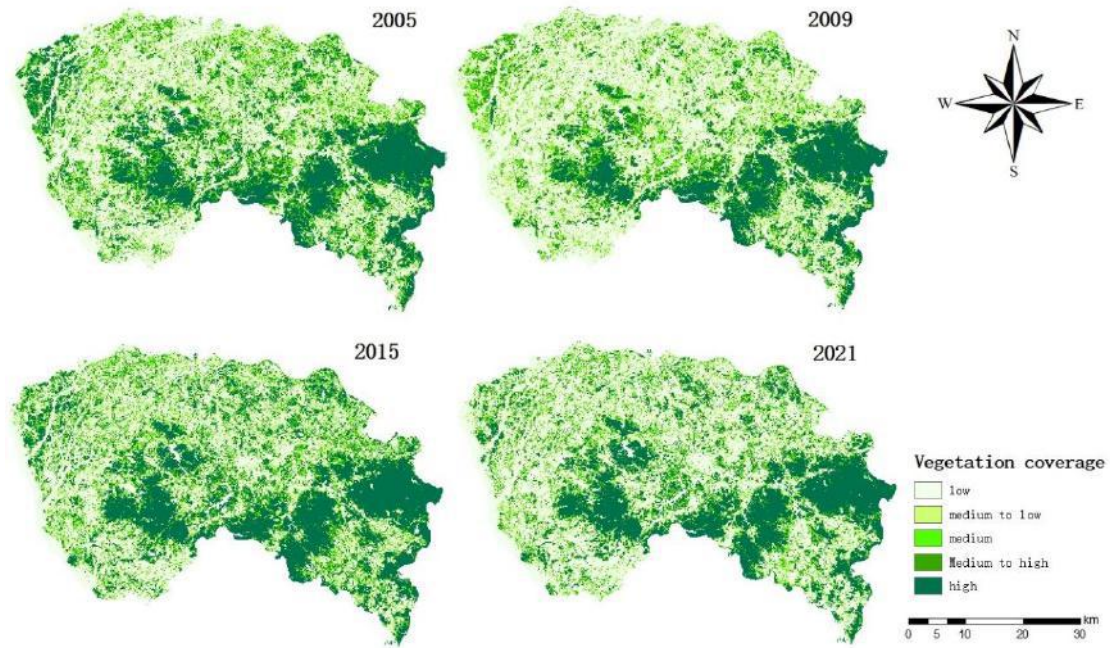 2005
2009
N
W E
S
2015
2021
Vegetation coverage
low
medium to low
medium
Medium to high
high
0 5 10 20 30
km